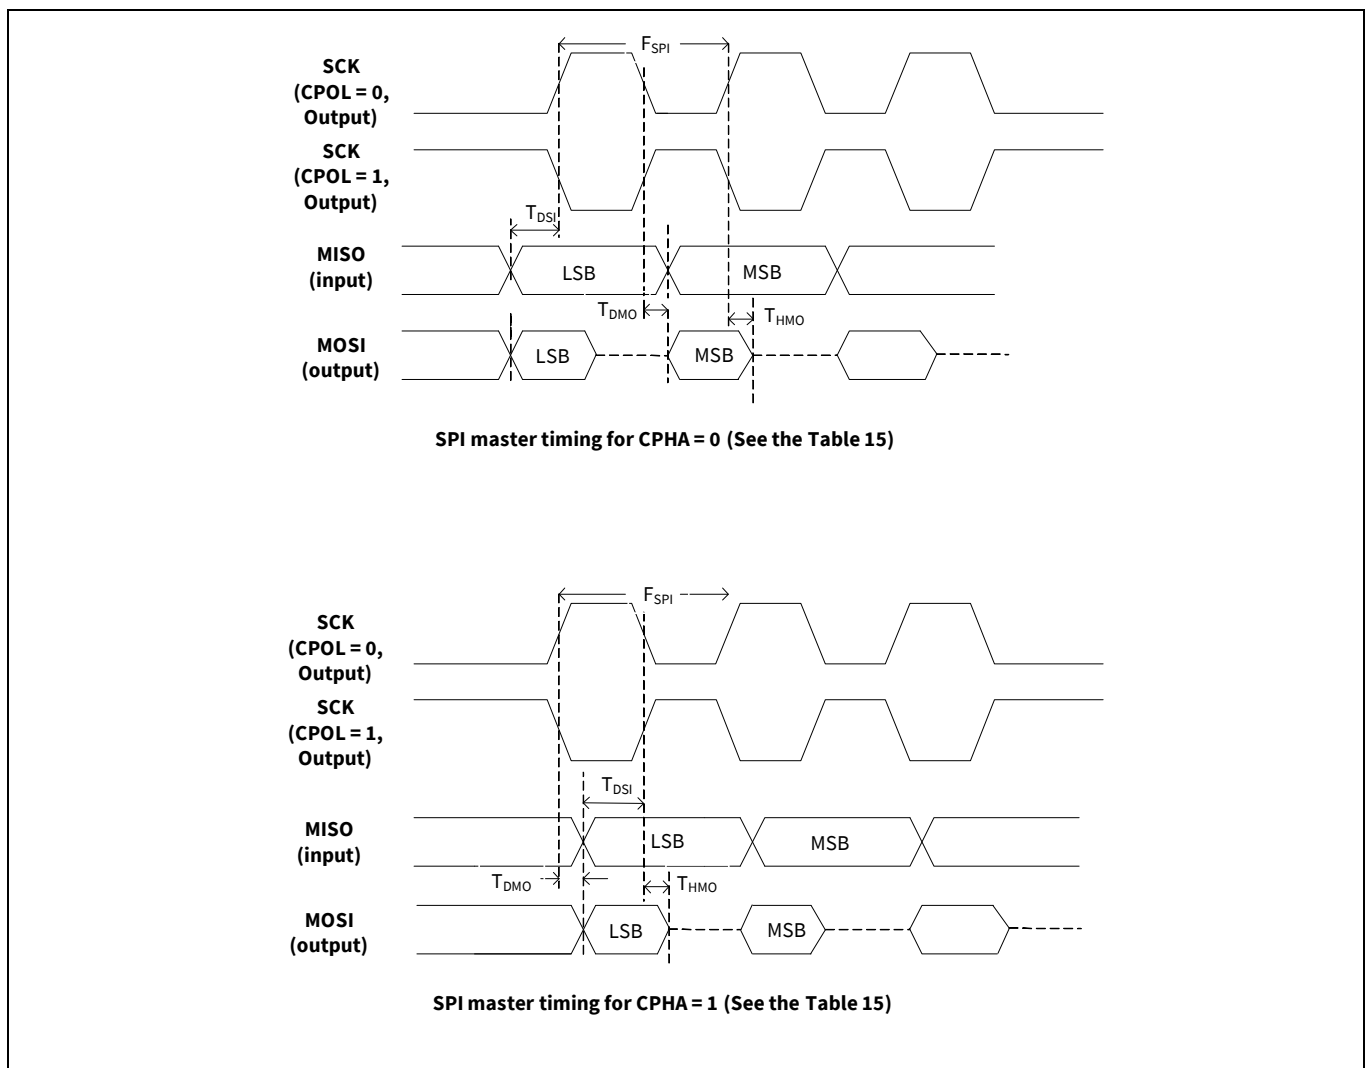 F_SPI
SCK
(CPOL = 0,
Output)
SCK
(CPOL = 1,
Output)
T_DSI
MISO
(input)
LSB
MSB
T_DMO
T_HMO
MOSI
(output)
LSB
MSB
SPI master timing for CPHA = 0 (See the Table 15)
F_SPI
SCK
(CPOL = 0,
Output)
SCK
(CPOL = 1,
Output)
T_DSI
MISO
(input)
LSB
MSB
T_DMO
T_HMO
MOSI
(output)
LSB
MSB
SPI master timing for CPHA = 1 (See the Table 15)